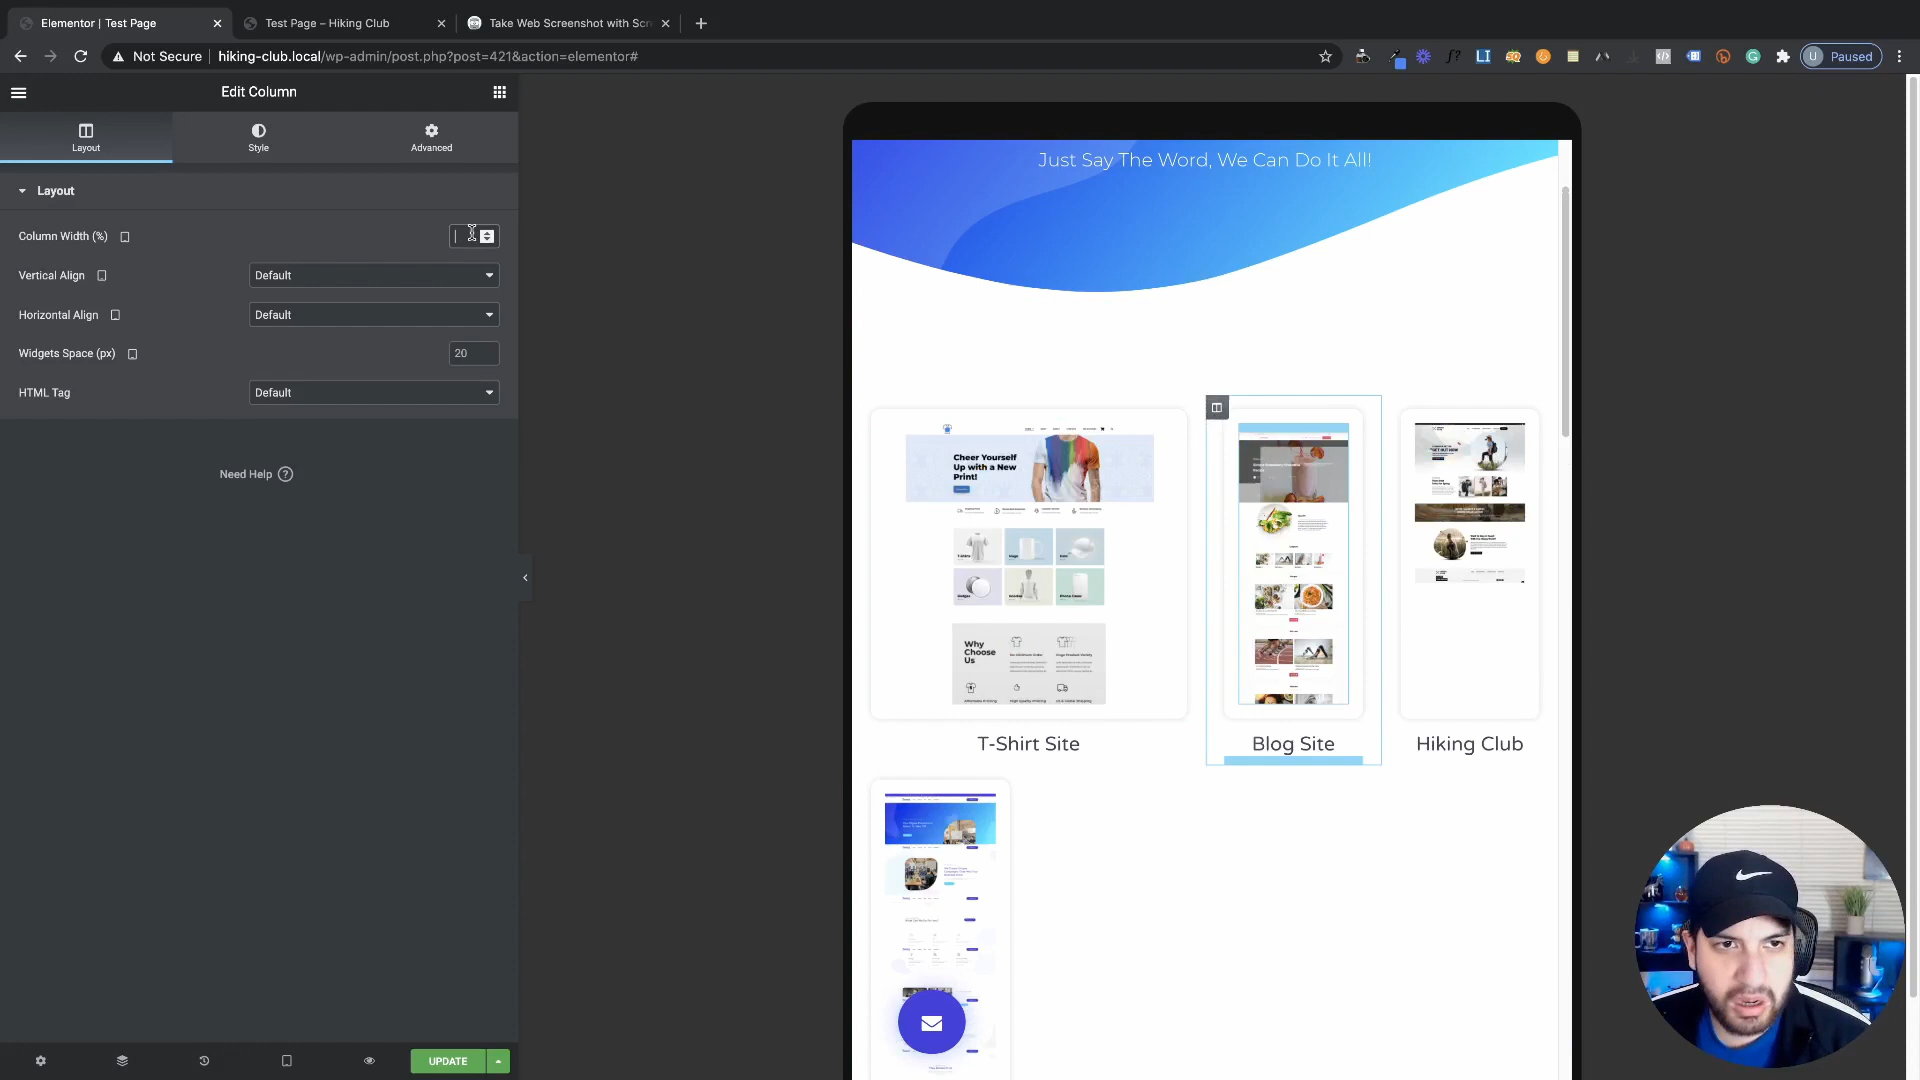 Elementor | Test Page
Test Page – Hiking Club
Take Web Screenshot with Scr
Not Secure
hiking-club.local/wp-admin/post.php?post=421&action=elementor#
f?
LI
U Paused
Edit Column
Layout
Style
Advanced
Layout
Column Width (%)
Vertical Align
Default
Horizontal Align
Default
Widgets Space (px)
20
HTML Tag
Default
Need Help
UPDATE
Just Say The Word, We Can Do It All!
Cheer Yourself
Up with a New
Print!
Why
Choose
Us
T-Shirt Site
Blog Site
Hiking Club